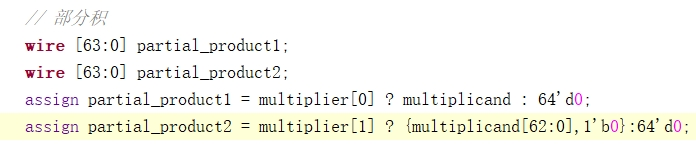 // 部分积
wire [63:0] partial_product1;
wire [63:0] partial_product2;
assign partial_product1 = multiplier[0] ? multiplicand : 64'd0;
assign partial_product2 = multiplier[1] ? {multiplicand[62:0],1'b0}:64'd0;